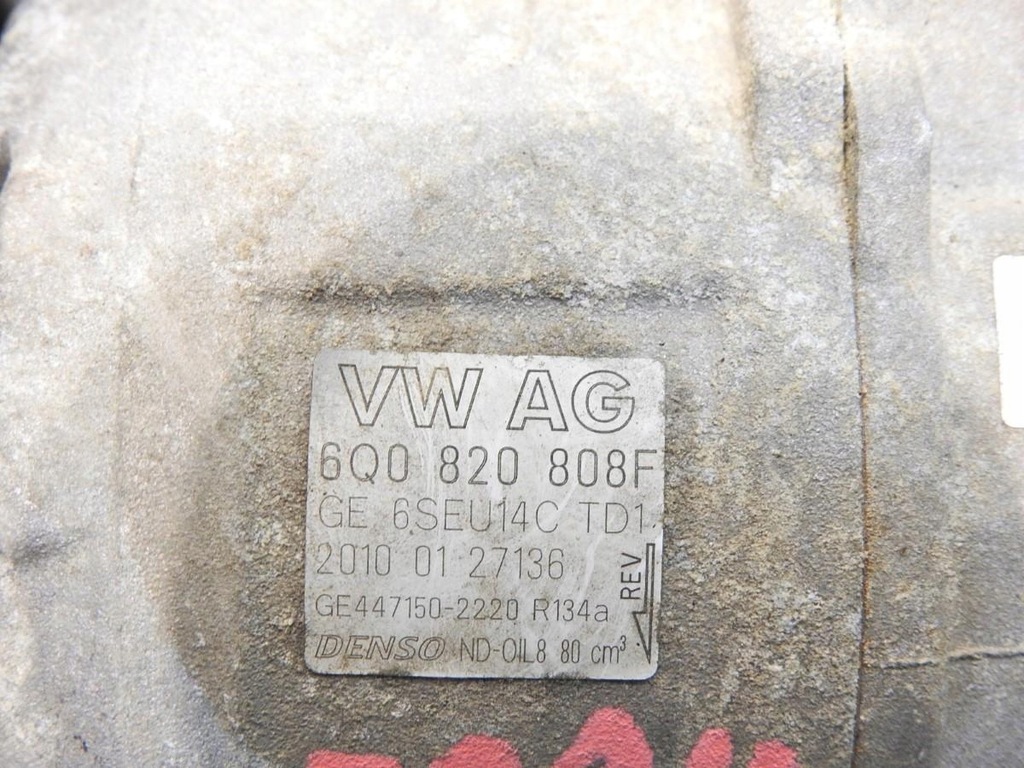 VW AG
6Q0 820 808F
GE 6SEU14C TD1
2010 01 27136
REV
GE447150-2220 R134a
DENSO ND-OIL8 80 cm³